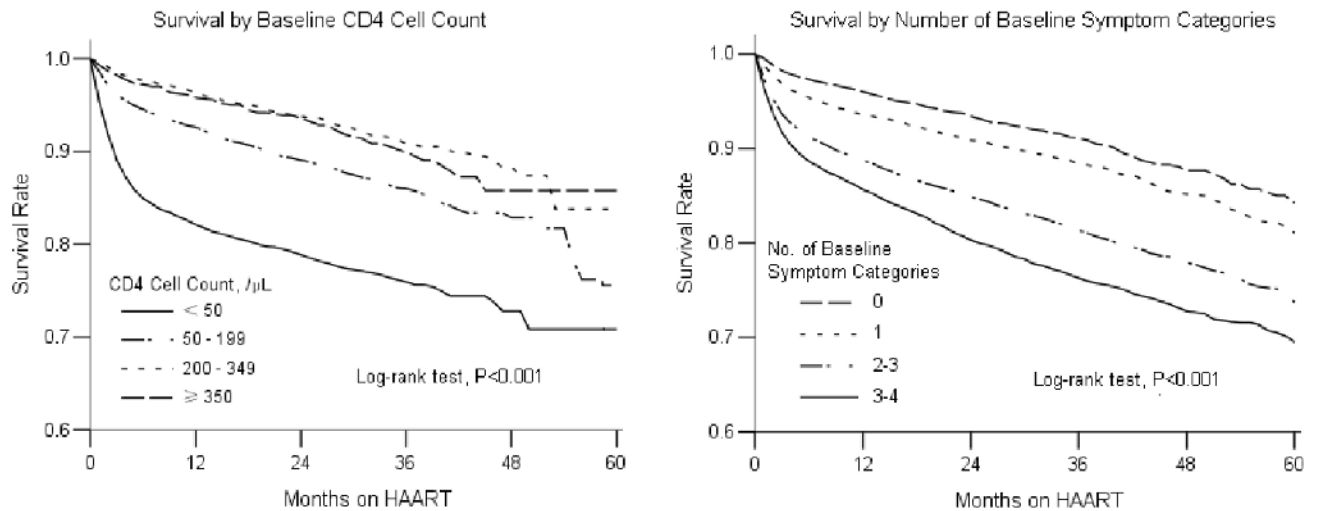 Survival by Baseline CD4 Cell Count
1.0
0.9
0.8
0.7
0.6
Survival Rate
CD4 Cell Count, /μL
< 50
50 - 199
200 - 349
≥ 350
Log-rank test, P<0.001
0 12 24 36 48 60
Months on HAART
Survival by Number of Baseline Symptom Categories
1.0
0.9
0.8
0.7
0.6
Survival Rate
No. of Baseline
Symptom Categories
0
1
2-3
3-4
Log-rank test, P<0.001
0 12 24 36 48 60
Months on HAART